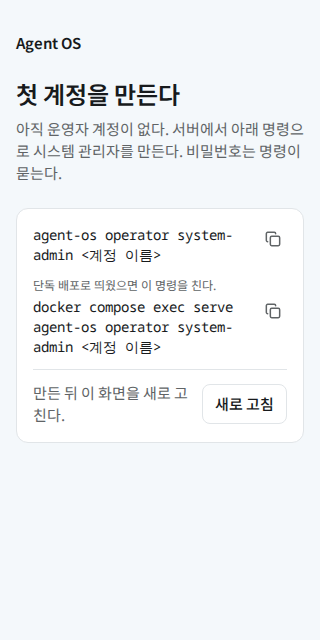 Agent OS
첫 계정을 만든다
아직 운영자 계정이 없다. 서버에서 아래 명령으
로 시스템 관리자를 만든다. 비밀번호는 명령이
묻는다.
agent-os operator system-
admin <계정 이름>
단독 배포로 띄웠으면 이 명령을 친다.
docker compose exec serve
agent-os operator system-
admin <계정 이름>
만든 뒤 이 화면을 새로 고
친다.
새로 고침